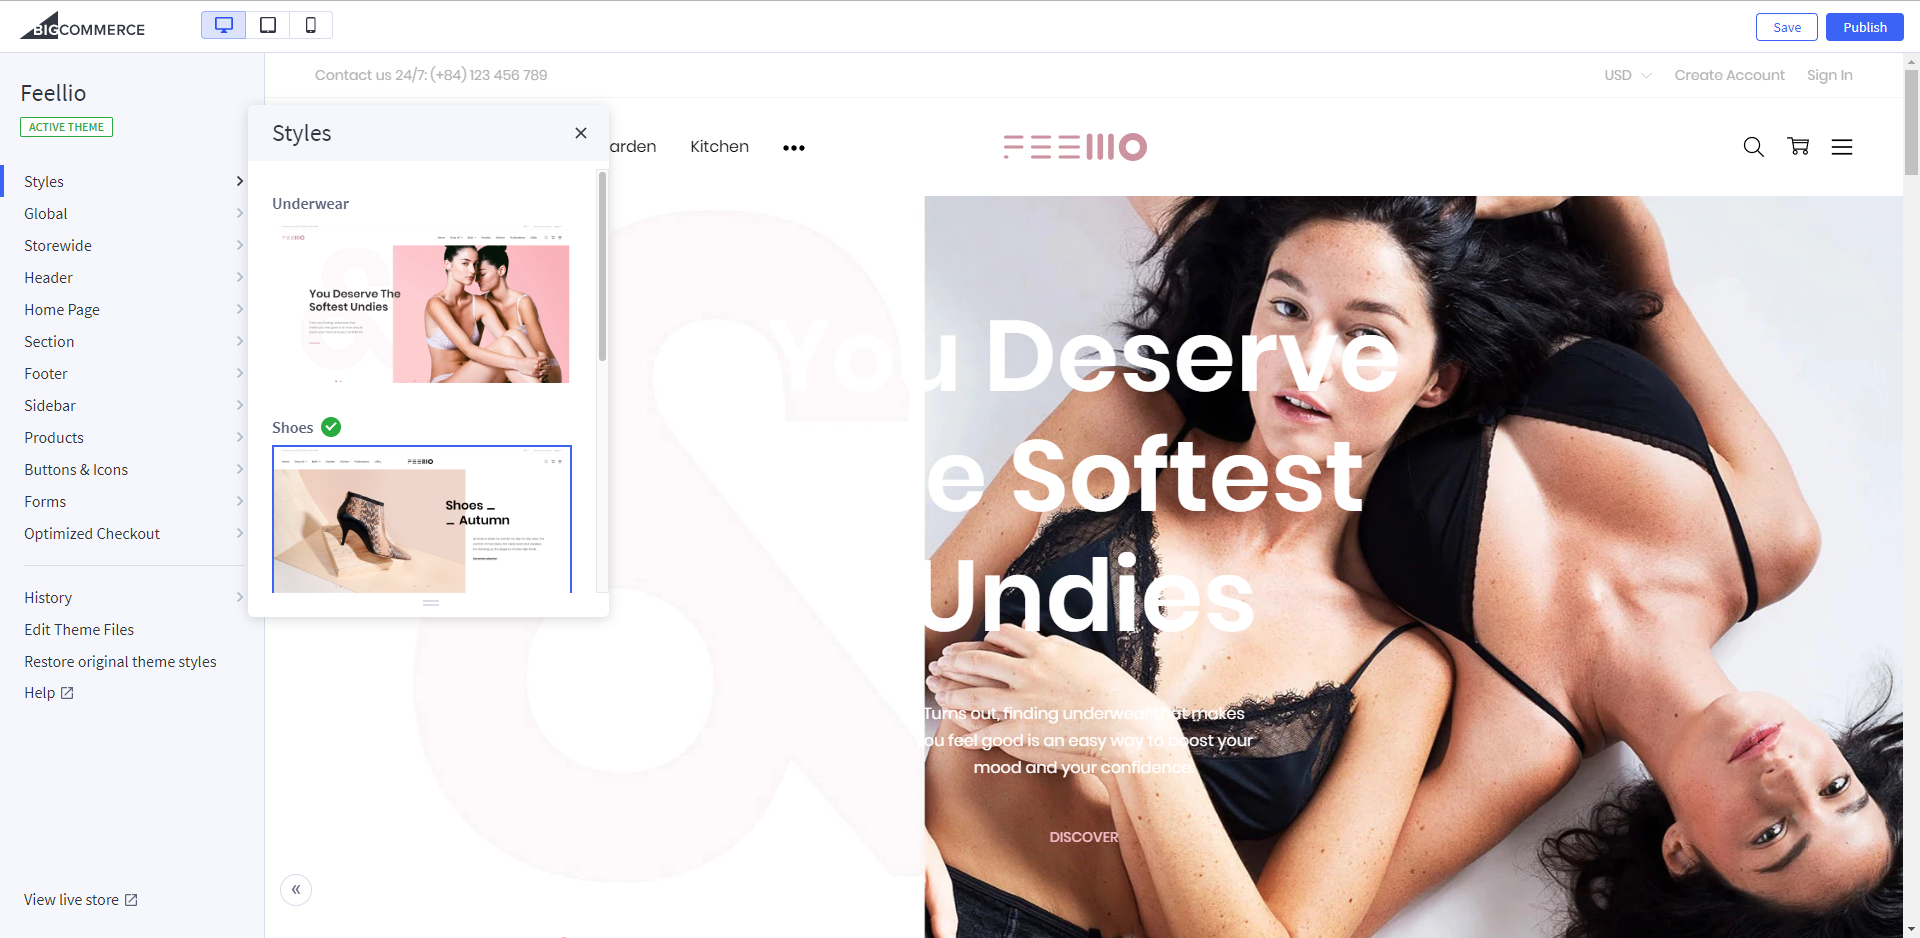 BIGCOMMERCE
Save
Publish
Feellio
ACTIVE THEME
Styles
Global
Storewide
Header
Home Page
Section
Footer
Sidebar
Products
Buttons & Icons
Forms
Optimized Checkout
History
Edit Theme Files
Restore original theme styles
Help
View live store
Styles
Underwear
FEELLIO
You Deserve The
Softest Undies
Shoes
FEELLIO
Shoes _
_ Autumn
Contact us 24/7: (+84) 123 456 789
USD
Create Account
Sign In
arden
Kitchen
FEELLIO
You Deserve
e Softest
Undies
Turns out, finding underwear that makes
ou feel good is an easy way to boost your
mood and your confidence.
DISCOVER